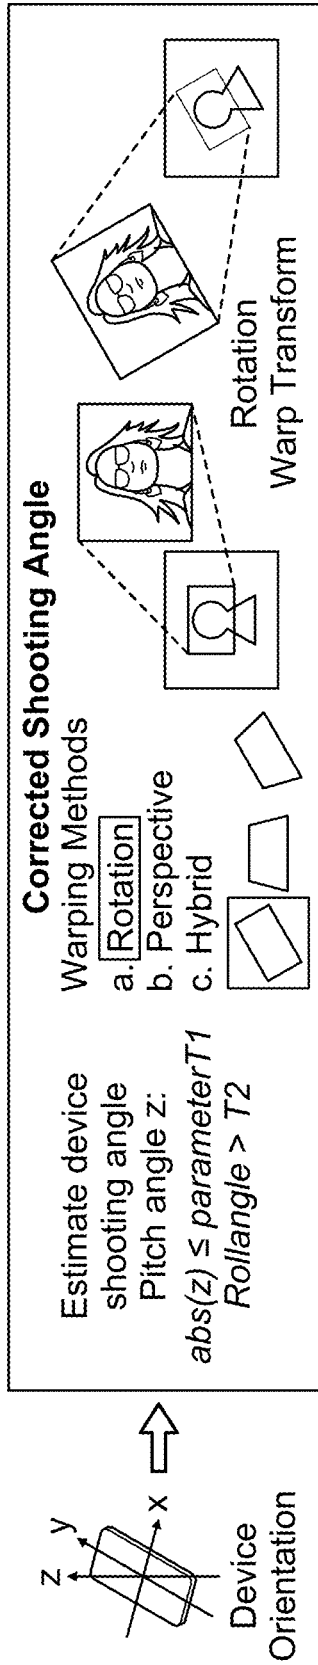 z
y
x
Device
Orientation
Corrected Shooting Angle
Estimate device
shooting angle
Pitch angle z:
abs(z) ≤ parameterT1
Rollangle > T2
Warping Methods
a. Rotation
b. Perspective
c. Hybrid
Rotation
Warp Transform